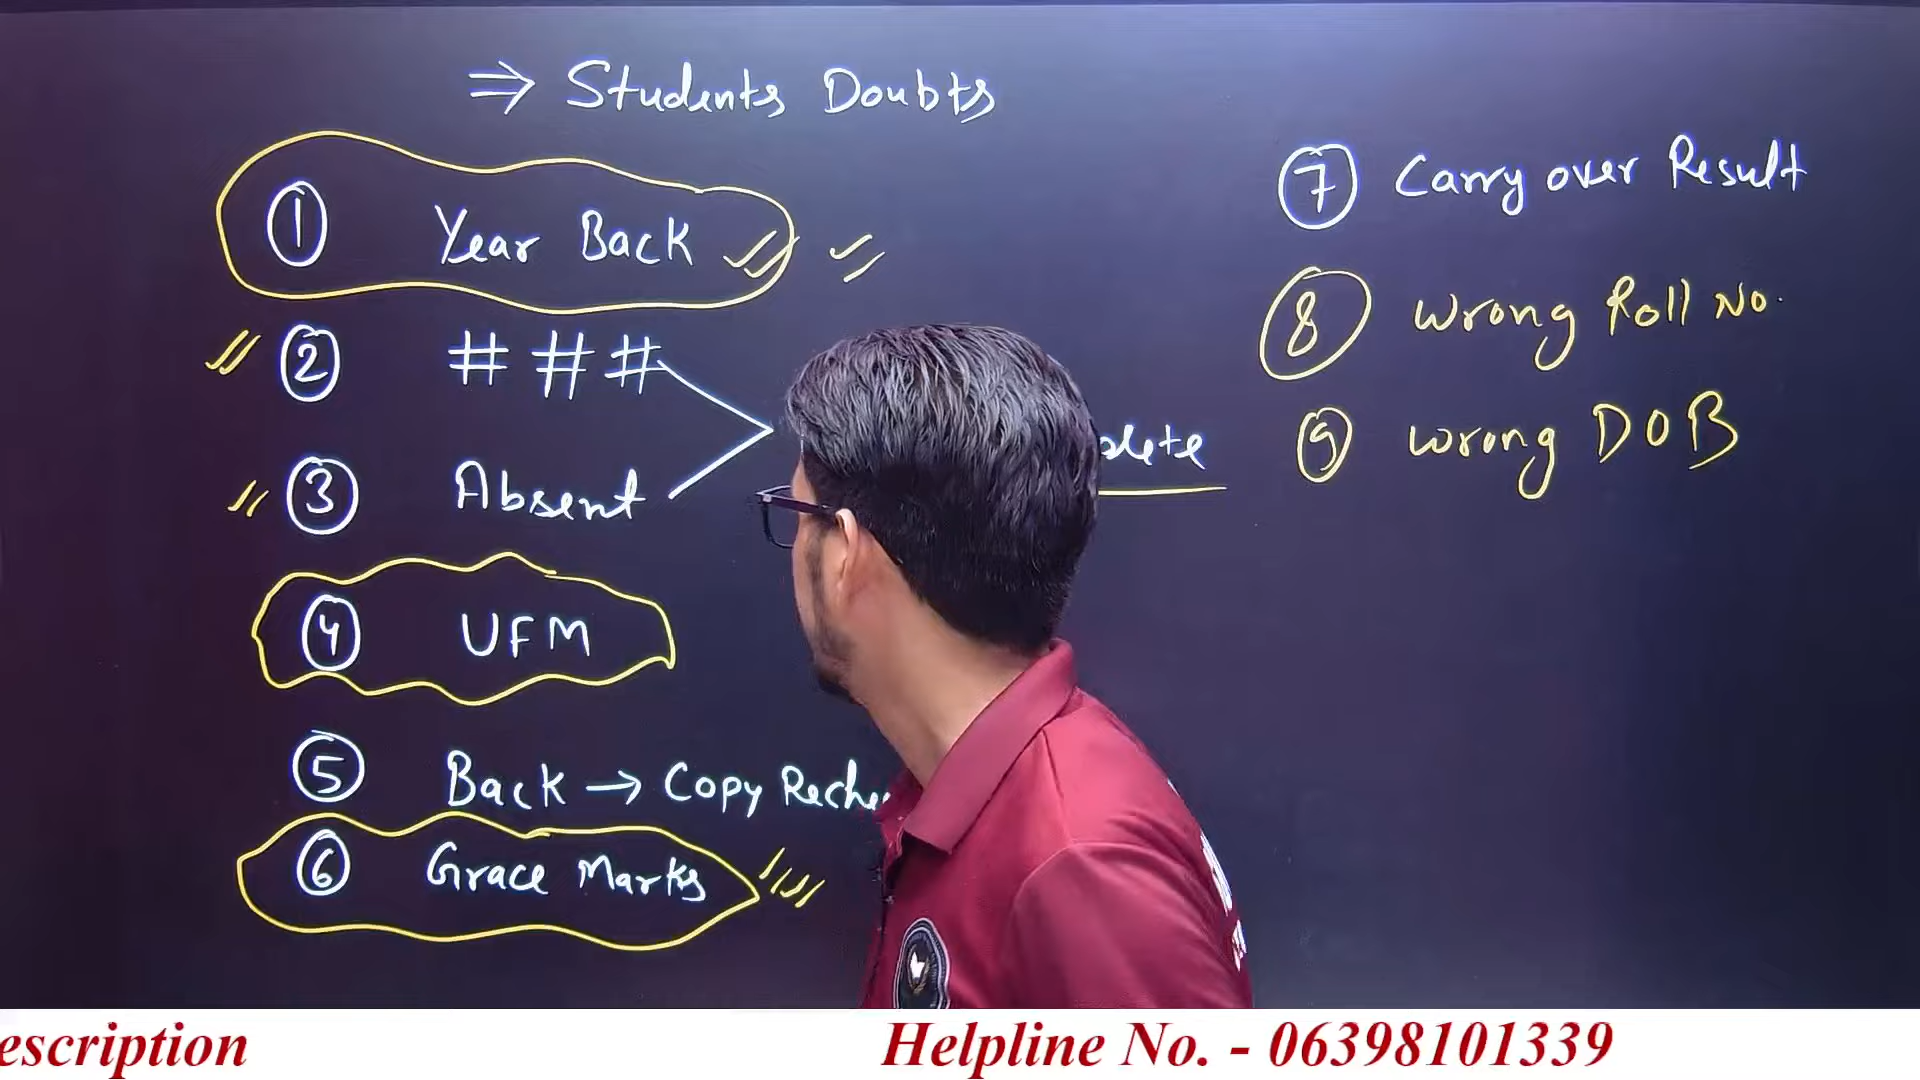 ⇒ Students Doubts
① Year Back
② # # #
③ Absent
④ UFM
⑤ Back → Copy
⑥ Grace Marks
⑦ Carry over Result
⑧ Wrong Roll No.
⑨ Wrong DOB
Helpline No. - 06398101339